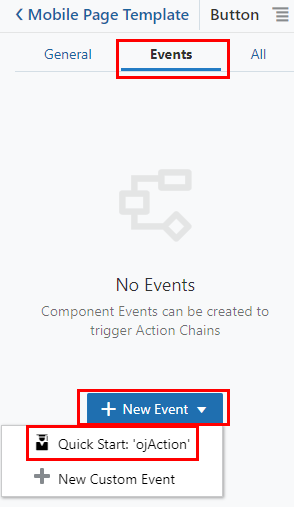 Mobile Page Template Button
General Events All
No Events
Component Events can be created to
trigger Action Chains
New Event
Quick Start: 'ojAction'
New Custom Event